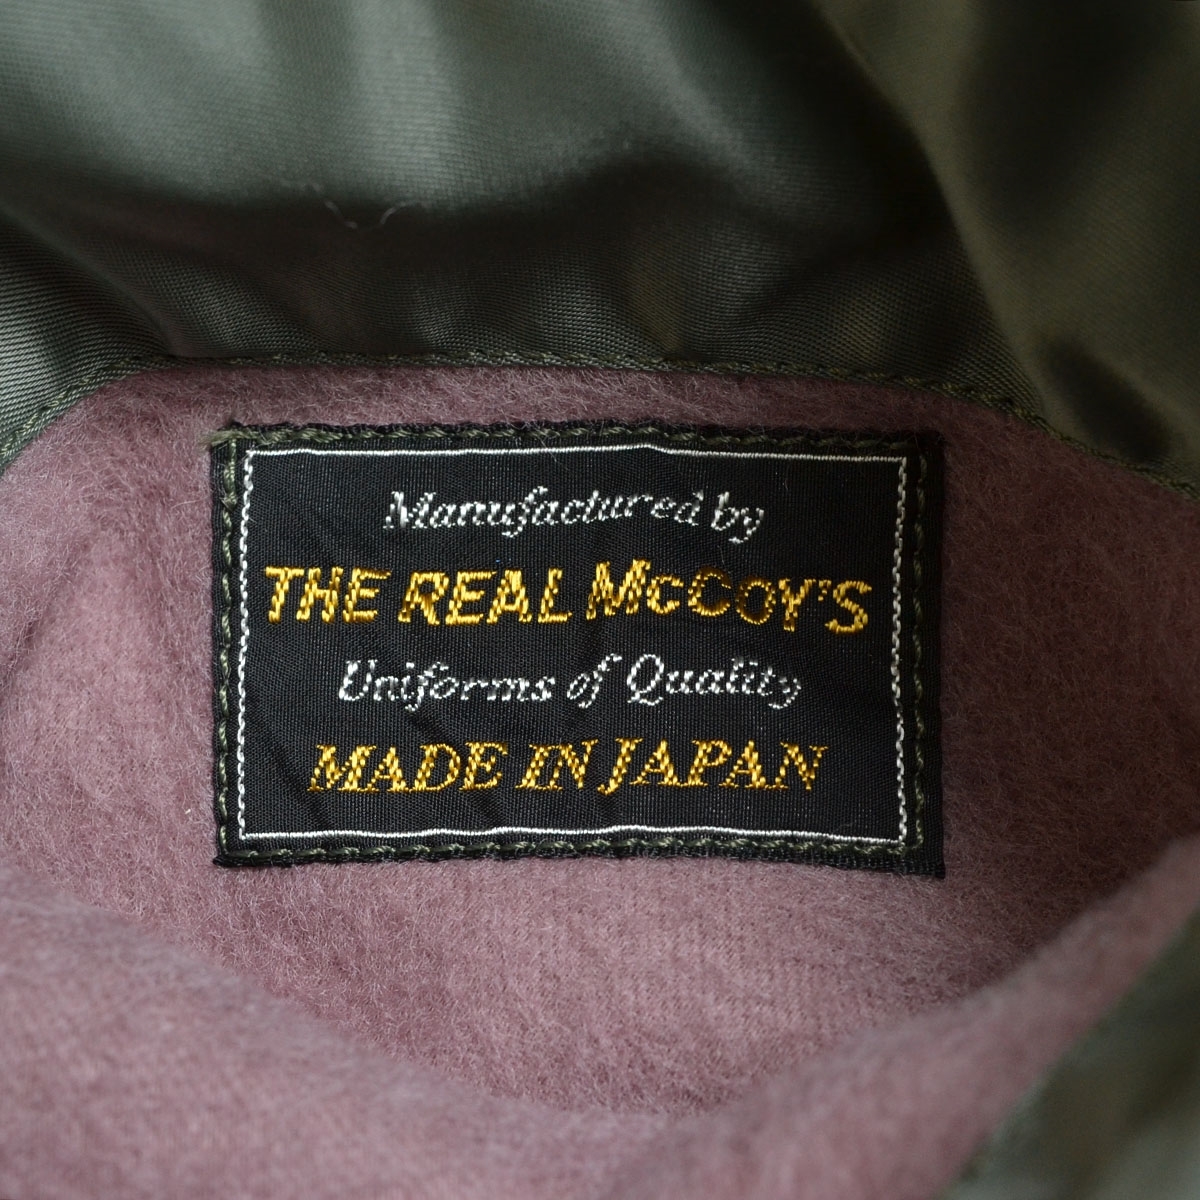 Manufactured by
THE REAL McCOY'S
Uniforms of Quality
MADE IN JAPAN